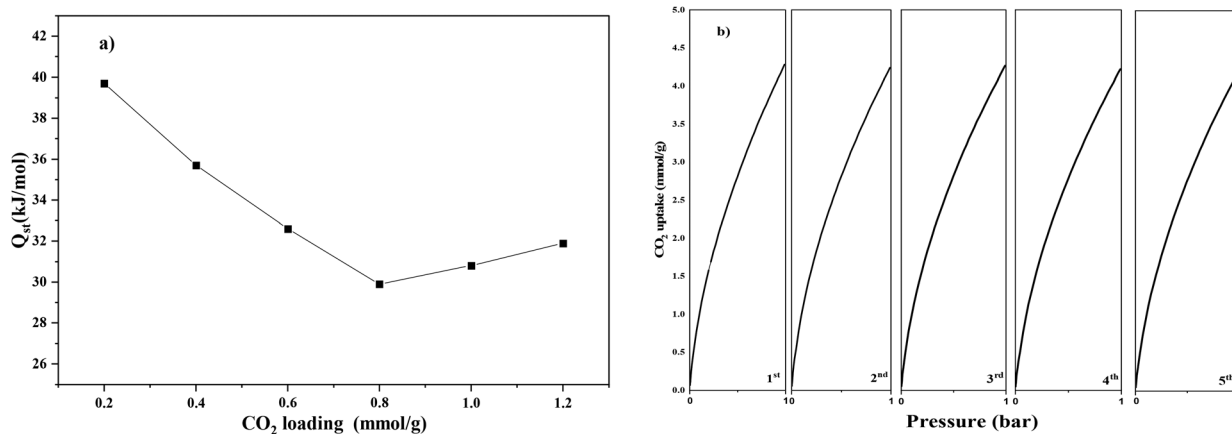 a)
42
40
38
36
34
32
30
28
26
Qst(kJ/mol)
0.2 0.4 0.6 0.8 1.0 1.2
CO2 loading (mmol/g)
b)
5.0
4.5
4.0
3.5
3.0
2.5
2.0
1.5
1.0
0.5
0.0
CO2 uptake (mmol/g)
1st 2nd 3rd 4th 5th
0 10 1 0 1 0 1 0
Pressure (bar)